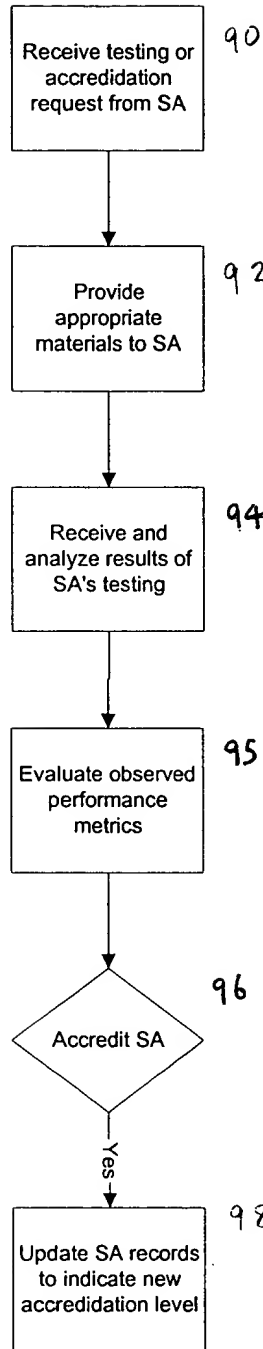 Receive testing or
accredidation
request from SA
90
Provide
appropriate
materials to SA
92
Receive and
analyze results of
SA's testing
94
Evaluate observed
performance
metrics
95
Accredit SA
96
Yes
Update SA records
to indicate new
accredidation level
98